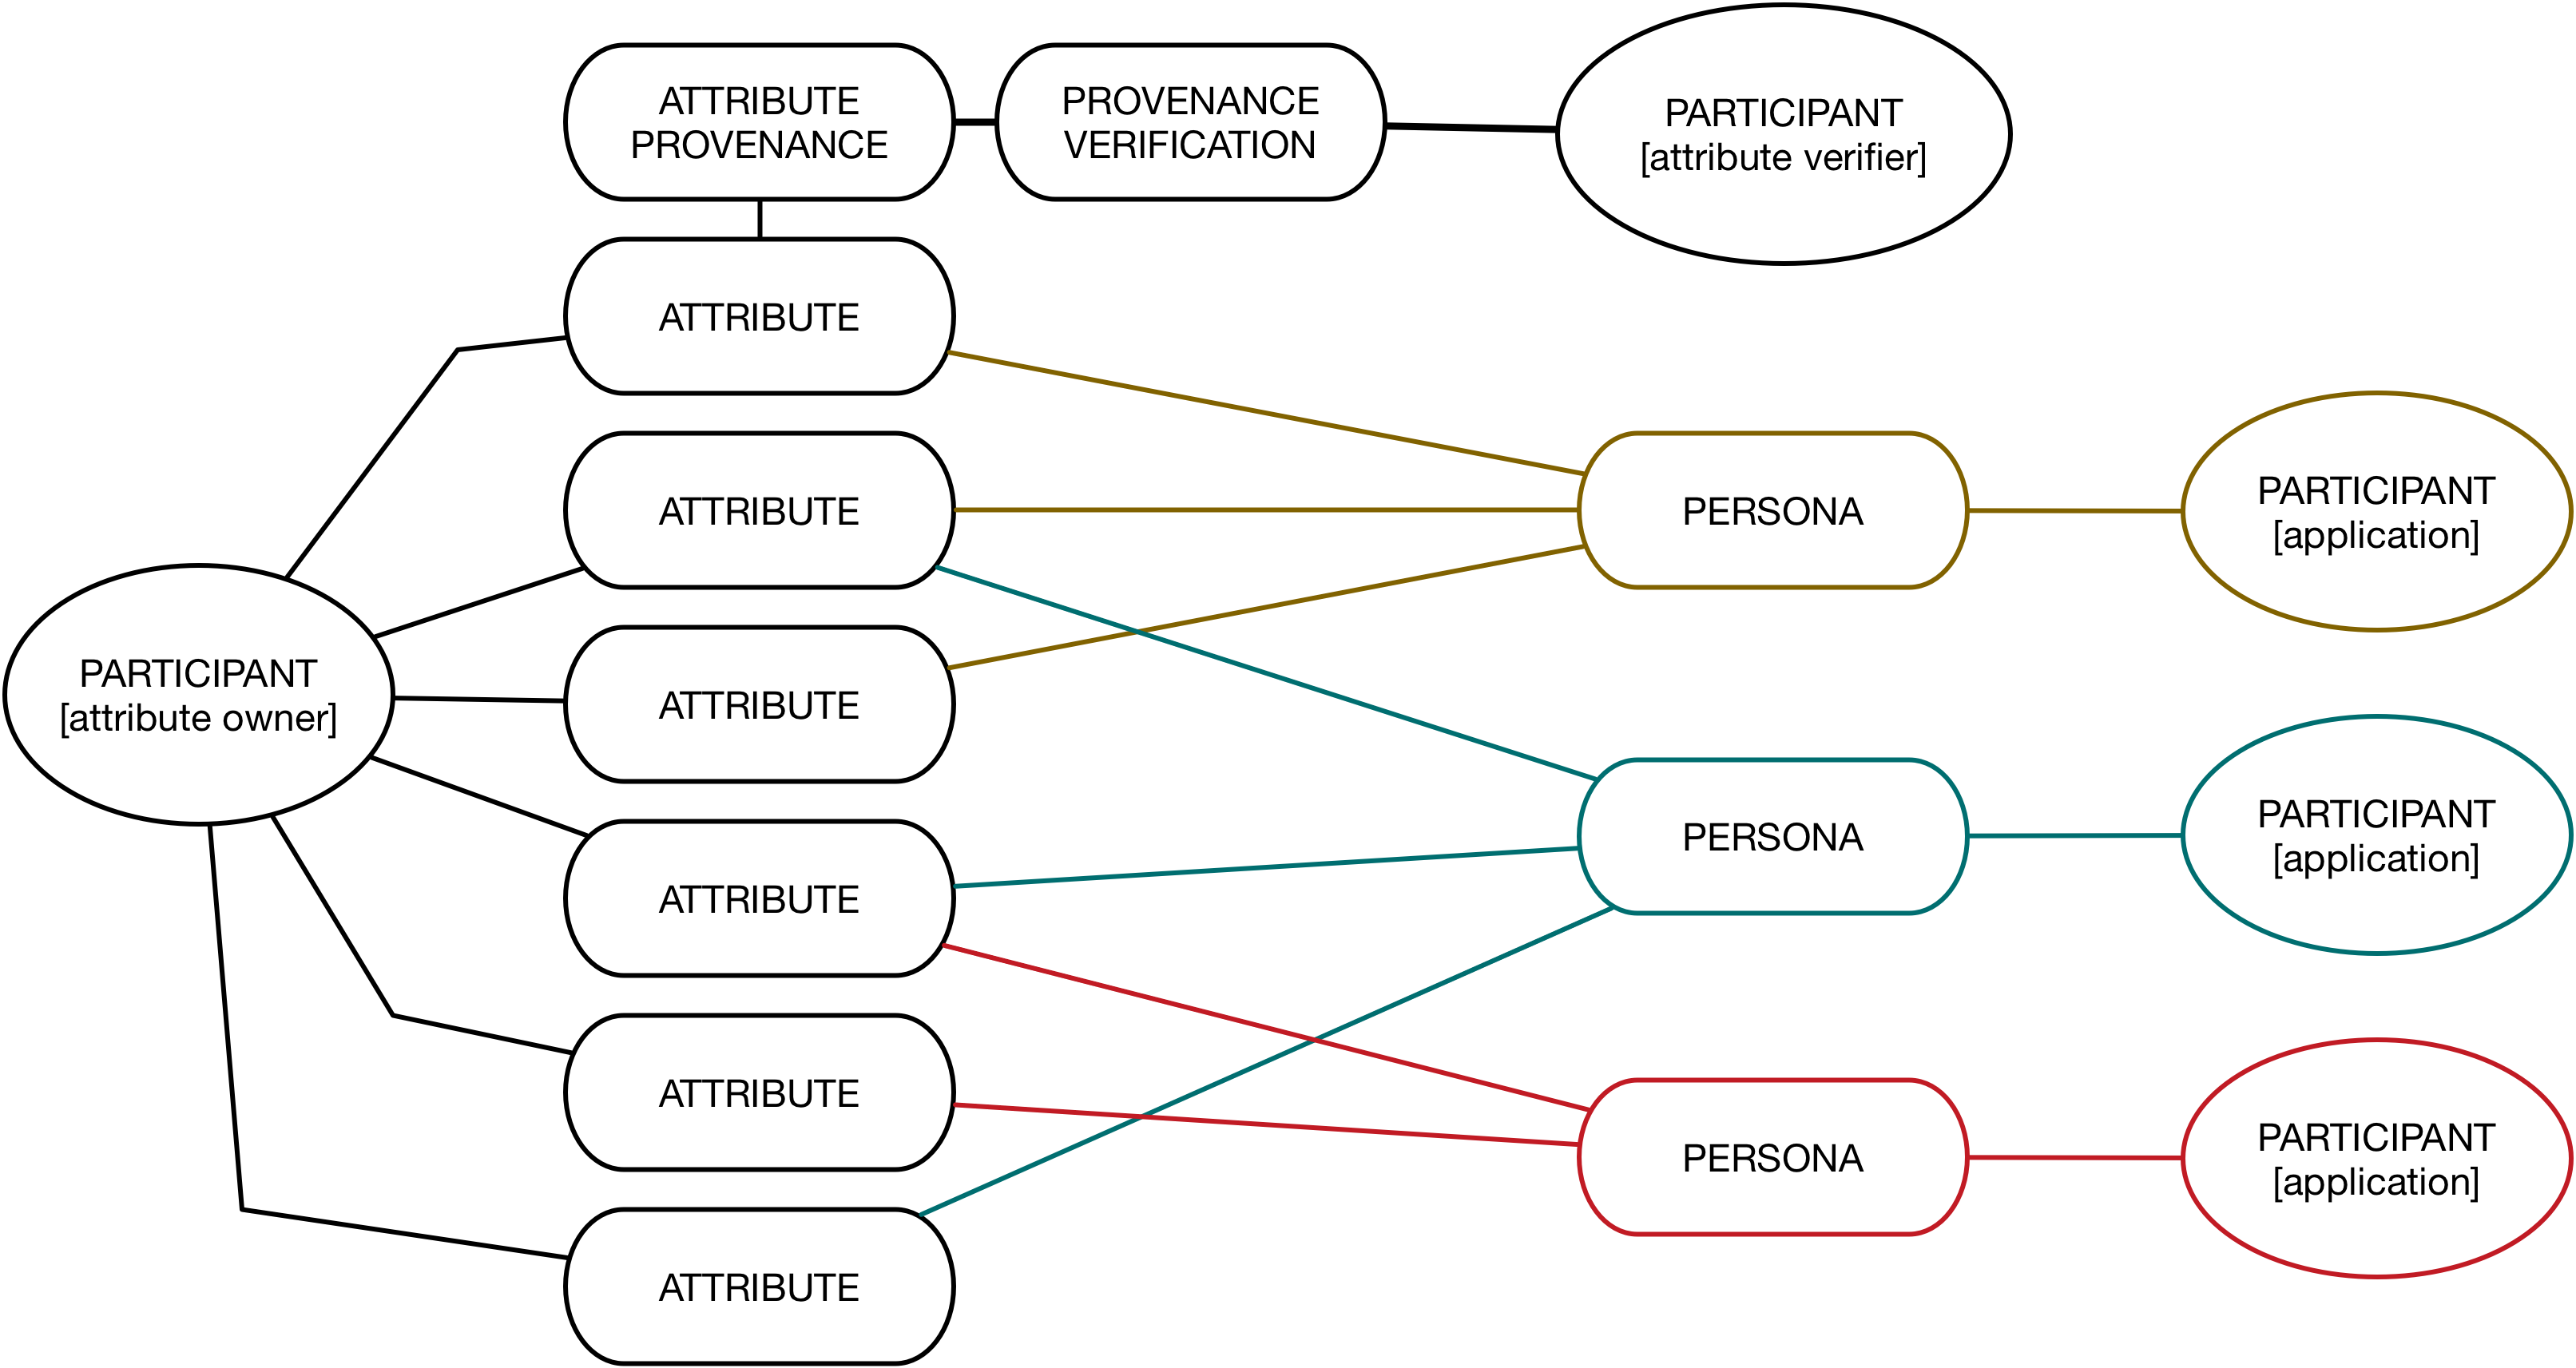 ATTRIBUTE
PROVENANCE
PROVENANCE
VERIFICATION
PARTICIPANT
[attribute verifier]
ATTRIBUTE
ATTRIBUTE
PERSONA
PARTICIPANT
[application]
PARTICIPANT
[attribute owner]
ATTRIBUTE
ATTRIBUTE
PERSONA
PARTICIPANT
[application]
ATTRIBUTE
PERSONA
PARTICIPANT
[application]
ATTRIBUTE